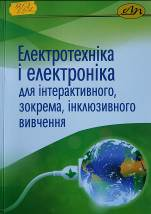 Електротехніка
і електроніка
для інтерактивного,
зокрема, інклюзивного
вивчення